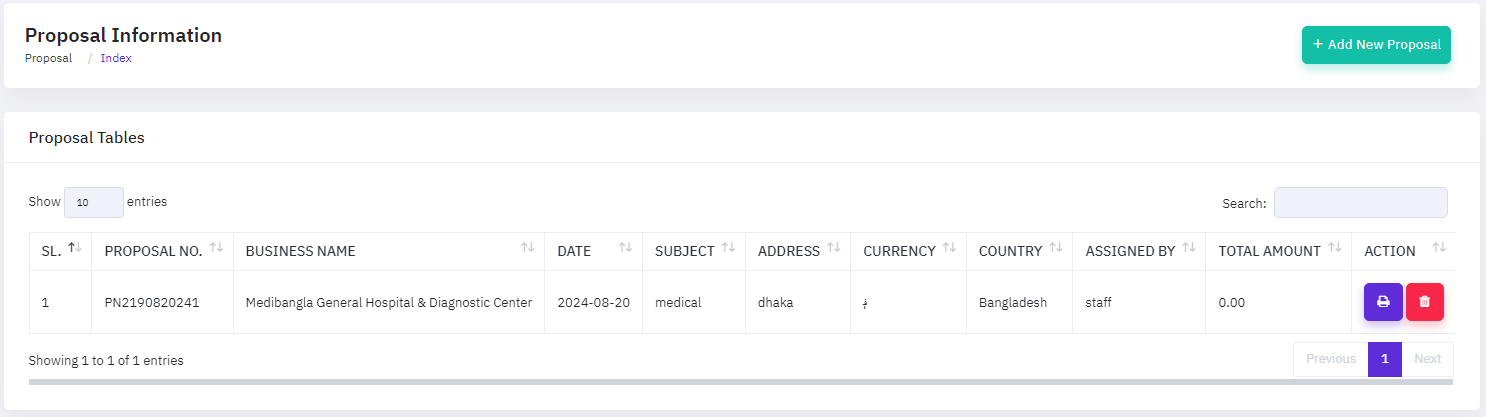 Proposal Information
Proposal / Index
+ Add New Proposal
Proposal Tables
Show 10 entries
Search:
SL. PROPOSAL NO. BUSINESS NAME DATE SUBJECT ADDRESS CURRENCY COUNTRY ASSIGNED BY TOTAL AMOUNT ACTION
1 PN2190820241 Medibangla General Hospital & Diagnostic Center 2024-08-20 medical dhaka Bangladesh staff 0.00
Showing 1 to 1 of 1 entries
Previous 1 Next